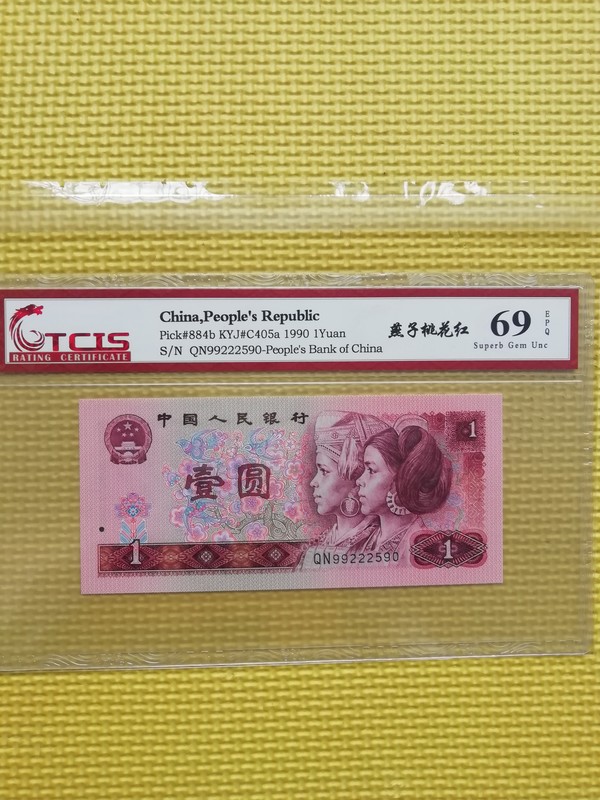 TCIS
RATING CERTIFICATE
China,People's Republic
Pick#884b KYJ#C405a 1990 1Yuan
S/N QN99222590-People's Bank of China
燕子桃花红
69
EPQ
Superb Gem Unc
中国人民银行
1
壹圆
1
QN99222590
1